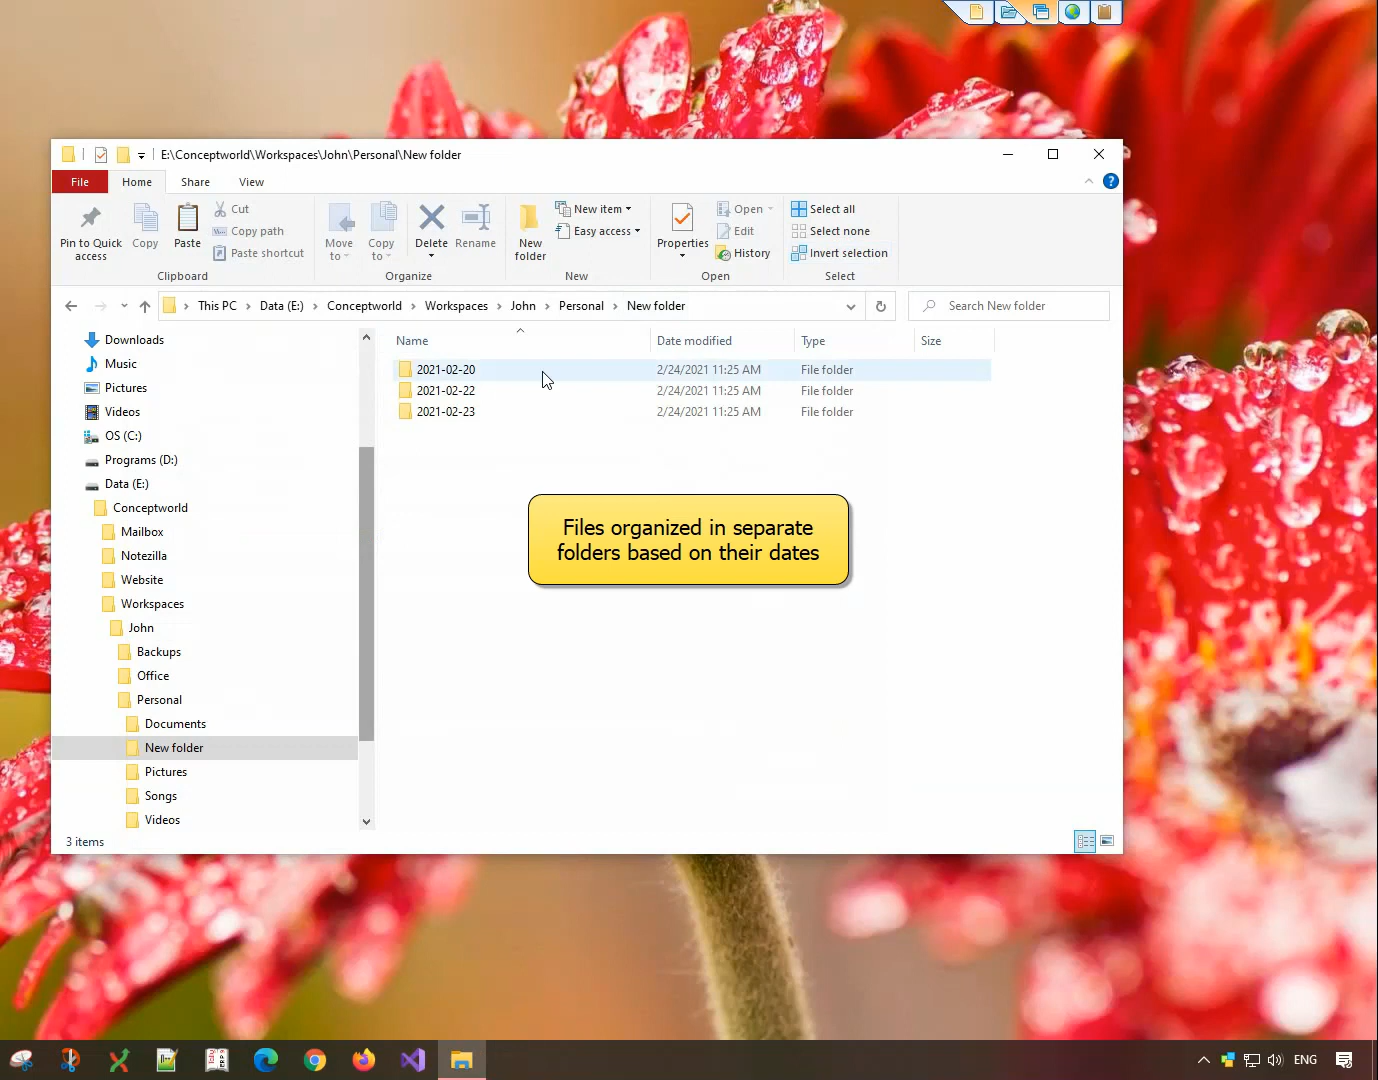 E:\Conceptworld\Workspaces\John\Personal\New folder
File Home Share View
Pin to Quick access
Copy
Paste
Cut
Copy path
Paste shortcut
Clipboard
Move to
Copy to
Delete
Rename
Organize
New folder
New item
Easy access
New
Properties
Open
Edit
History
Open
Select all
Select none
Invert selection
Select
This PC > Data (E:) > Conceptworld > Workspaces > John > Personal > New folder
Search New folder
Downloads
Music
Pictures
Videos
OS (C:)
Programs (D:)
Data (E:)
Conceptworld
Mailbox
Notezilla
Website
Workspaces
John
Backups
Office
Personal
Documents
New folder
Pictures
Songs
Videos
Name Date modified Type Size
2021-02-20 2/24/2021 11:25 AM File folder
2021-02-22 2/24/2021 11:25 AM File folder
2021-02-23 2/24/2021 11:25 AM File folder
Files organized in separate
folders based on their dates
3 items
ENG